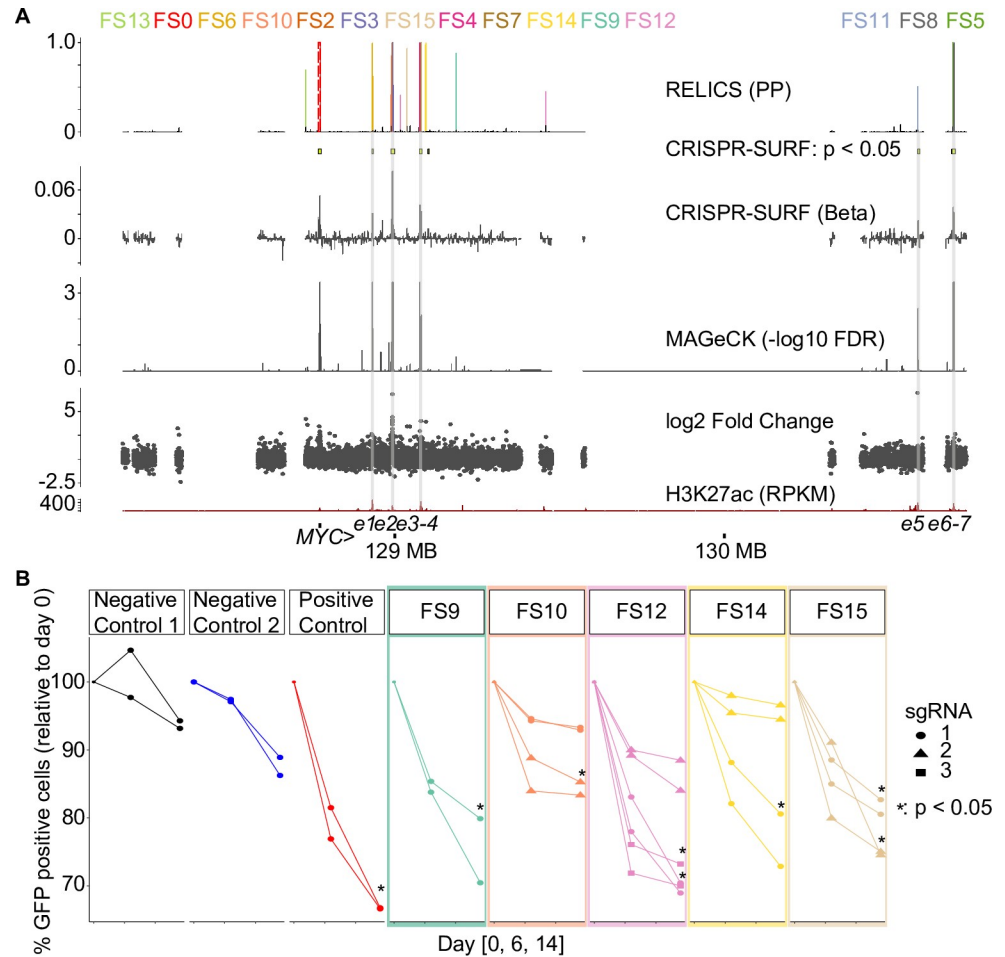 A
FS13 FS0 FS6 FS10 FS2 FS3 FS15 FS4 FS7 FS14 FS9 FS12 FS11 FS8 FS5
1.0
RELICS (PP)
0
CRISPR-SURF: p < 0.05
0.06
CRISPR-SURF (Beta)
0
3
MAGeCK (-log10 FDR)
0
5
log2 Fold Change
-2.5
400
H3K27ac (RPKM)
MYC> e1e2e3-4 e5 e6-7
129 MB 130 MB
B
% GFP positive cells (relative to day 0)
Negative Control 1
Negative Control 2
Positive Control
FS9
FS10
FS12
FS14
FS15
100
90
80
70
* * * * * * * *
sgRNA
1
2
3
*: p < 0.05
Day [0, 6, 14]